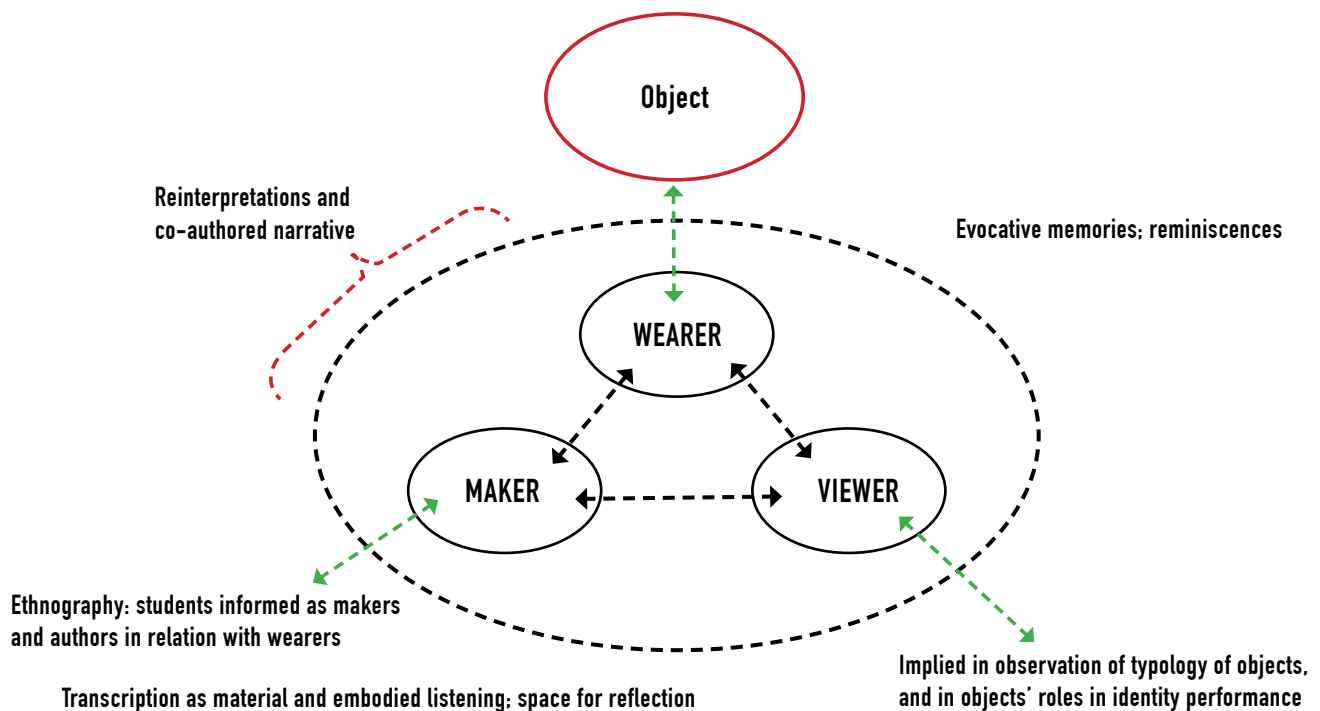 Object
Reinterpretations and
co-authored narrative
Evocative memories; reminiscences
WEARER
MAKER
VIEWER
Ethnography: students informed as makers
and authors in relation with wearers
Implied in observation of typology of objects,
and in objects’ roles in identity performance
Transcription as material and embodied listening; space for reflection